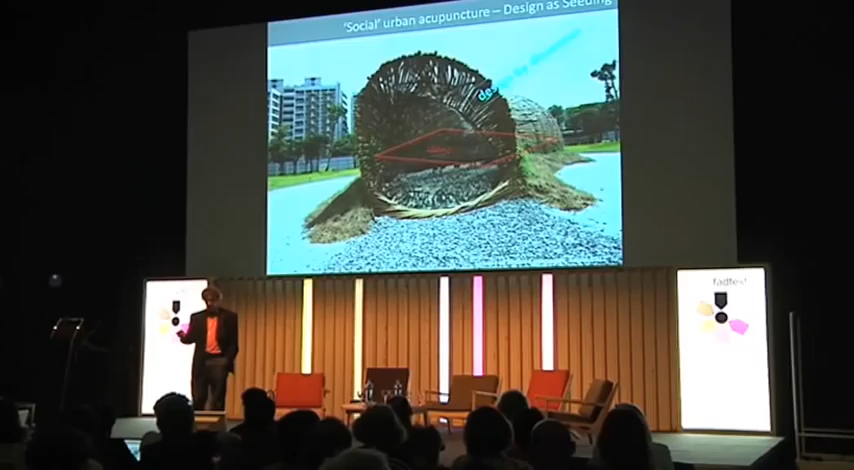 'Social' urban acupuncture – Design as Seeding
fadfest